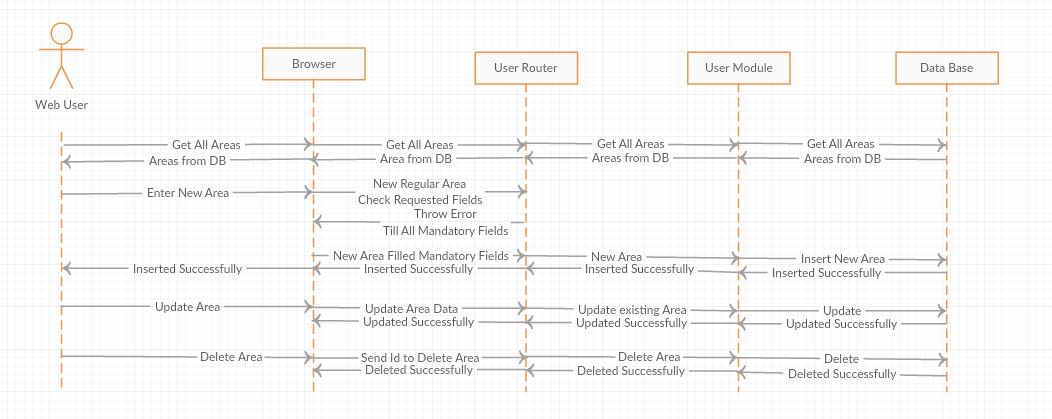 Web User
Browser
User Router
User Module
Data Base
Get All Areas
Get All Areas
Get All Areas
Get All Areas
Areas from DB
Area from DB
Areas from DB
Areas from DB
Enter New Area
New Regular Area
Check Requested Fields
Throw Error
Till All Mandatory Fields
New Area Filled Mandatory Fields
New Area
Insert New Area
Inserted Successfully
Inserted Successfully
Inserted Successfully
Inserted Successfully
Update Area
Update Area Data
Update existing Area
Update
Updated Successfully
Updated Successfully
Updated Successfully
Delete Area
Send Id to Delete Area
Delete Area
Delete
Deleted Successfully
Deleted Successfully
Deleted Successfully